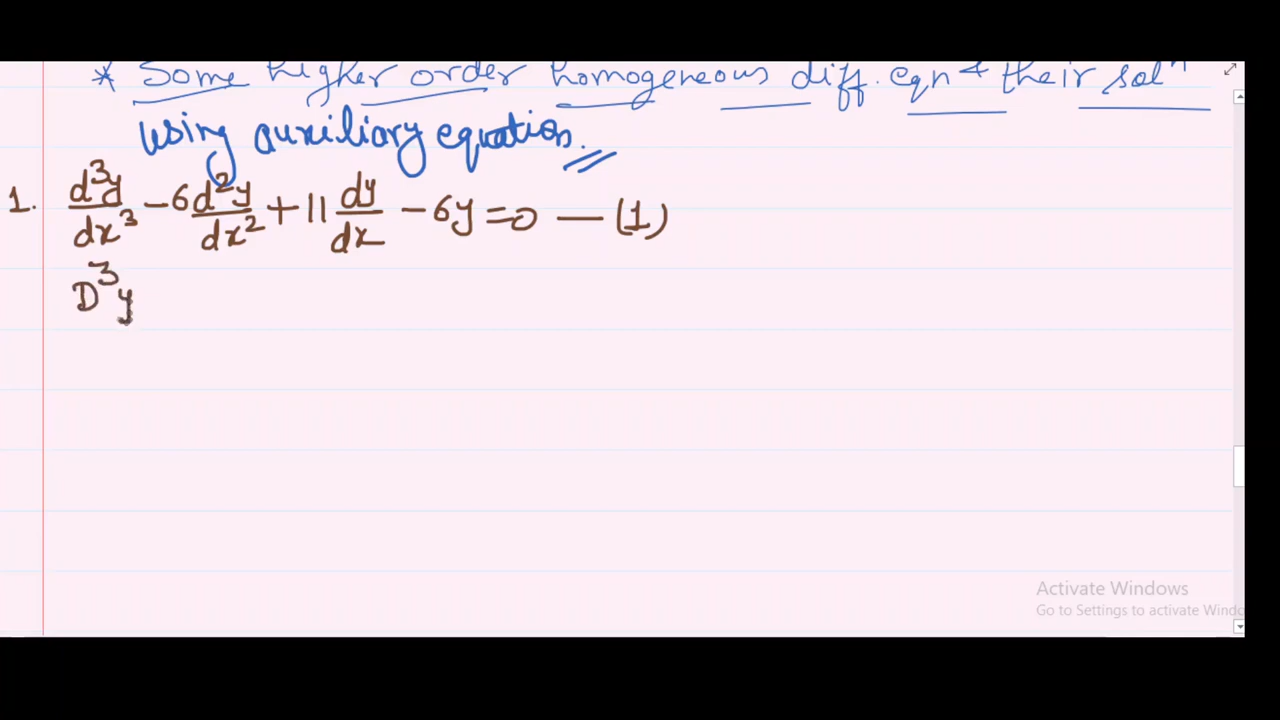 * Some higher order homogeneous diff. eqn & their solⁿ
using auxiliary equation.
1. d³y/dx³ - 6 d²y/dx² + 11 dy/dx - 6y = 0 — (1)
D³y
Activate Windows
Go to Settings to activate Windo